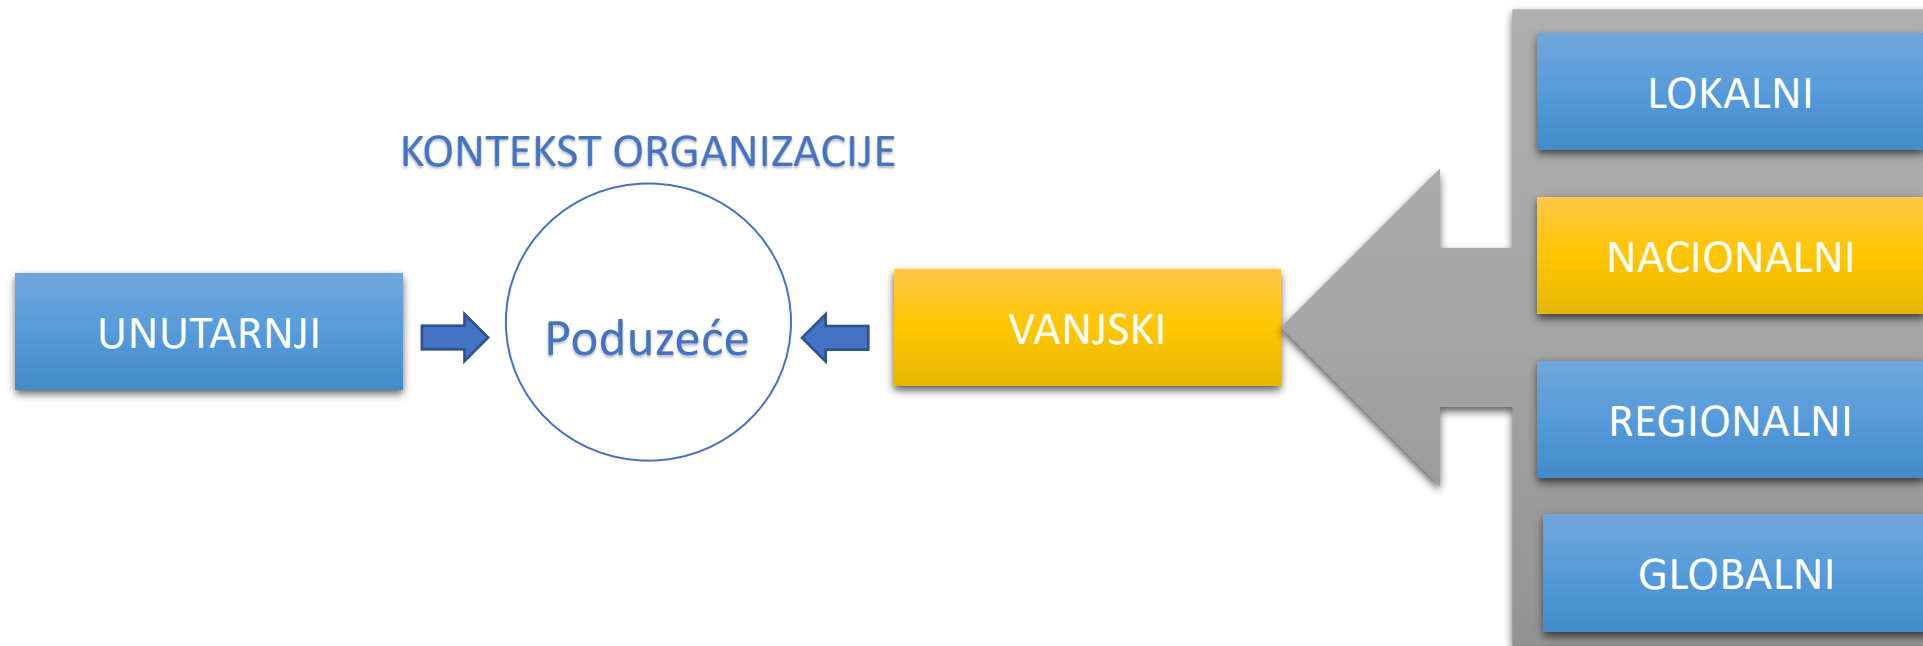 KONTEKST ORGANIZACIJE
UNUTARNJI
Poduzeće
VANJSKI
LOKALNI
NACIONALNI
REGIONALNI
GLOBALNI